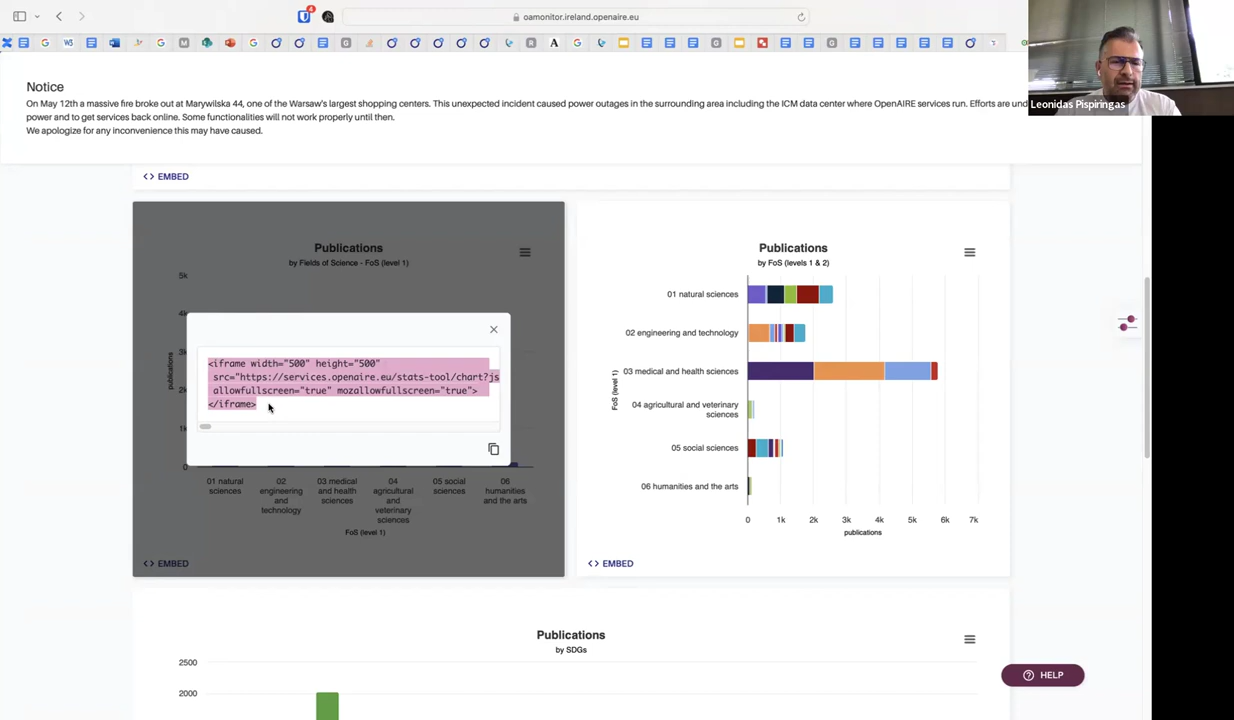 4
oamonitor.ireland.openaire.eu
Leonidas Pispiringas
Notice
On May 12th a massive fire broke out at Marywilska 44, one of the Warsaw's largest shopping centers. This unexpected incident caused power outages in the surrounding area including the ICM data center where OpenAIRE services run. Efforts are und
power and to get services back online. Some functionalities will not work properly until then.
We apologize for any inconvenience this may have caused.
<> EMBED
Publications
by Fields of Science - FoS (level 1)
5k
4k
3k
2k
1k
0
publications
<iframe width="500" height="500"
src="https://services.openaire.eu/stats-tool/chart?js
allowfullscreen="true" mozallowfullscreen="true">
</iframe>
01 natural
sciences
02
engineering
and
technology
03 medical
and health
sciences
04
agricultural
and
veterinary
sciences
05 social
sciences
06
humanities
and the arts
FoS (level 1)
<> EMBED
Publications
by FoS (levels 1 & 2)
FoS (level 1)
01 natural sciences
02 engineering and technology
03 medical and health sciences
04 agricultural and veterinary
sciences
05 social sciences
06 humanities and the arts
0 1k 2k 3k 4k 5k 6k 7k
publications
<> EMBED
Publications
by SDGs
2500
2000
HELP